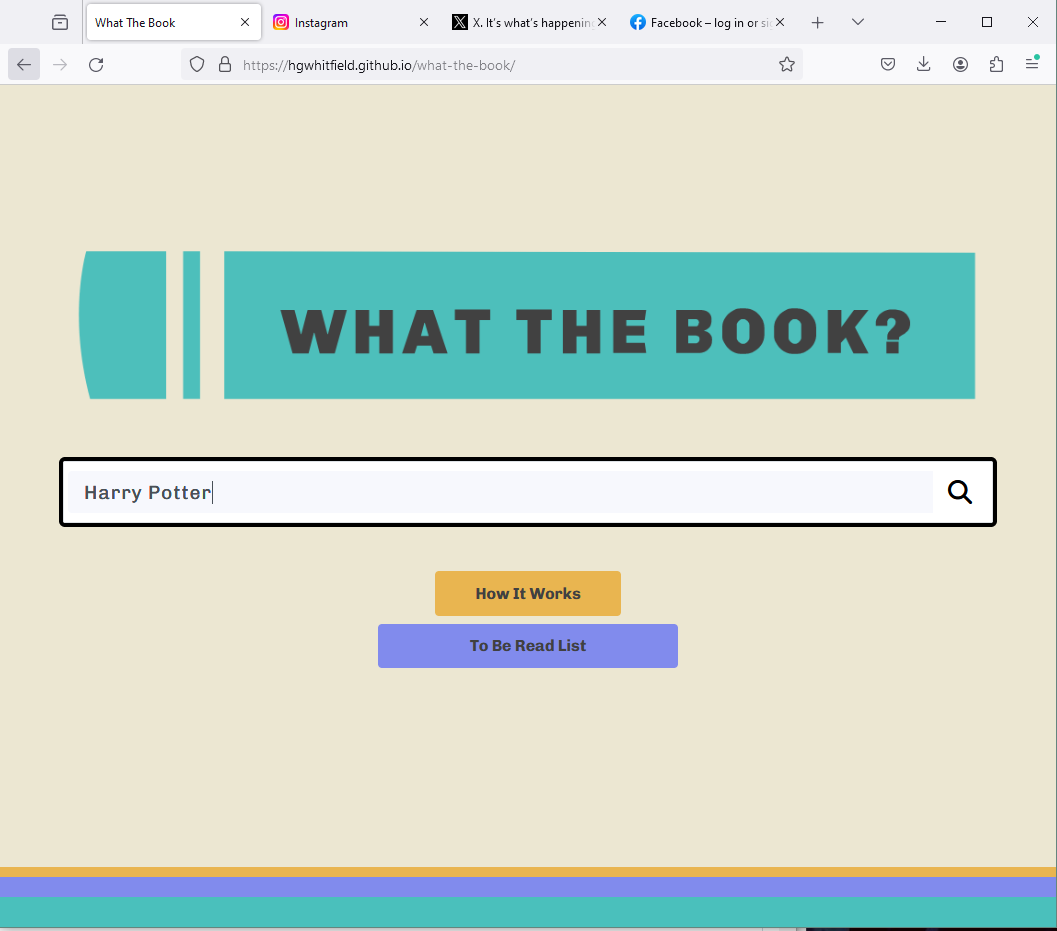 What The Book
Instagram
X. It's what's happening
Facebook – log in or si
https://hgwhitfield.github.io/what-the-book/
WHAT THE BOOK?
Harry Potter
How It Works
To Be Read List